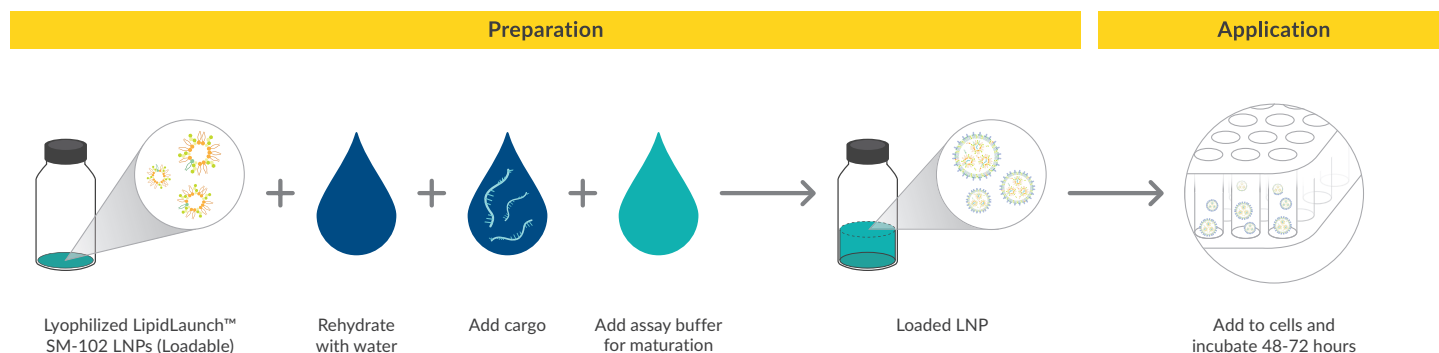 Preparation
Application
Lyophilized LipidLaunch™
SM-102 LNPs (Loadable)
Rehydrate
with water
Add cargo
Add assay buffer
for maturation
Loaded LNP
Add to cells and
incubate 48-72 hours